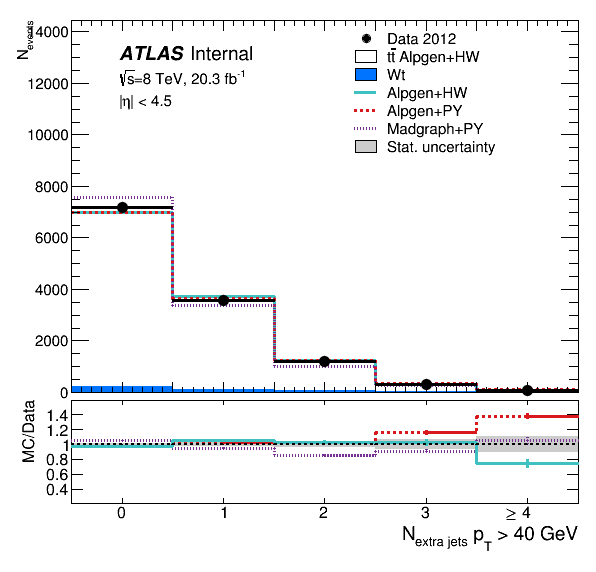 N_events
14000
12000
10000
8000
6000
4000
2000
0
ATLAS Internal
√s=8 TeV, 20.3 fb⁻¹
|η| < 4.5
Data 2012
tt̄ Alpgen+HW
Wt
Alpgen+HW
Alpgen+PY
Madgraph+PY
Stat. uncertainty
MC/Data
1.4
1.2
1
0.8
0.6
0.4
0 1 2 3 ≥ 4
N_extra jets p_T > 40 GeV